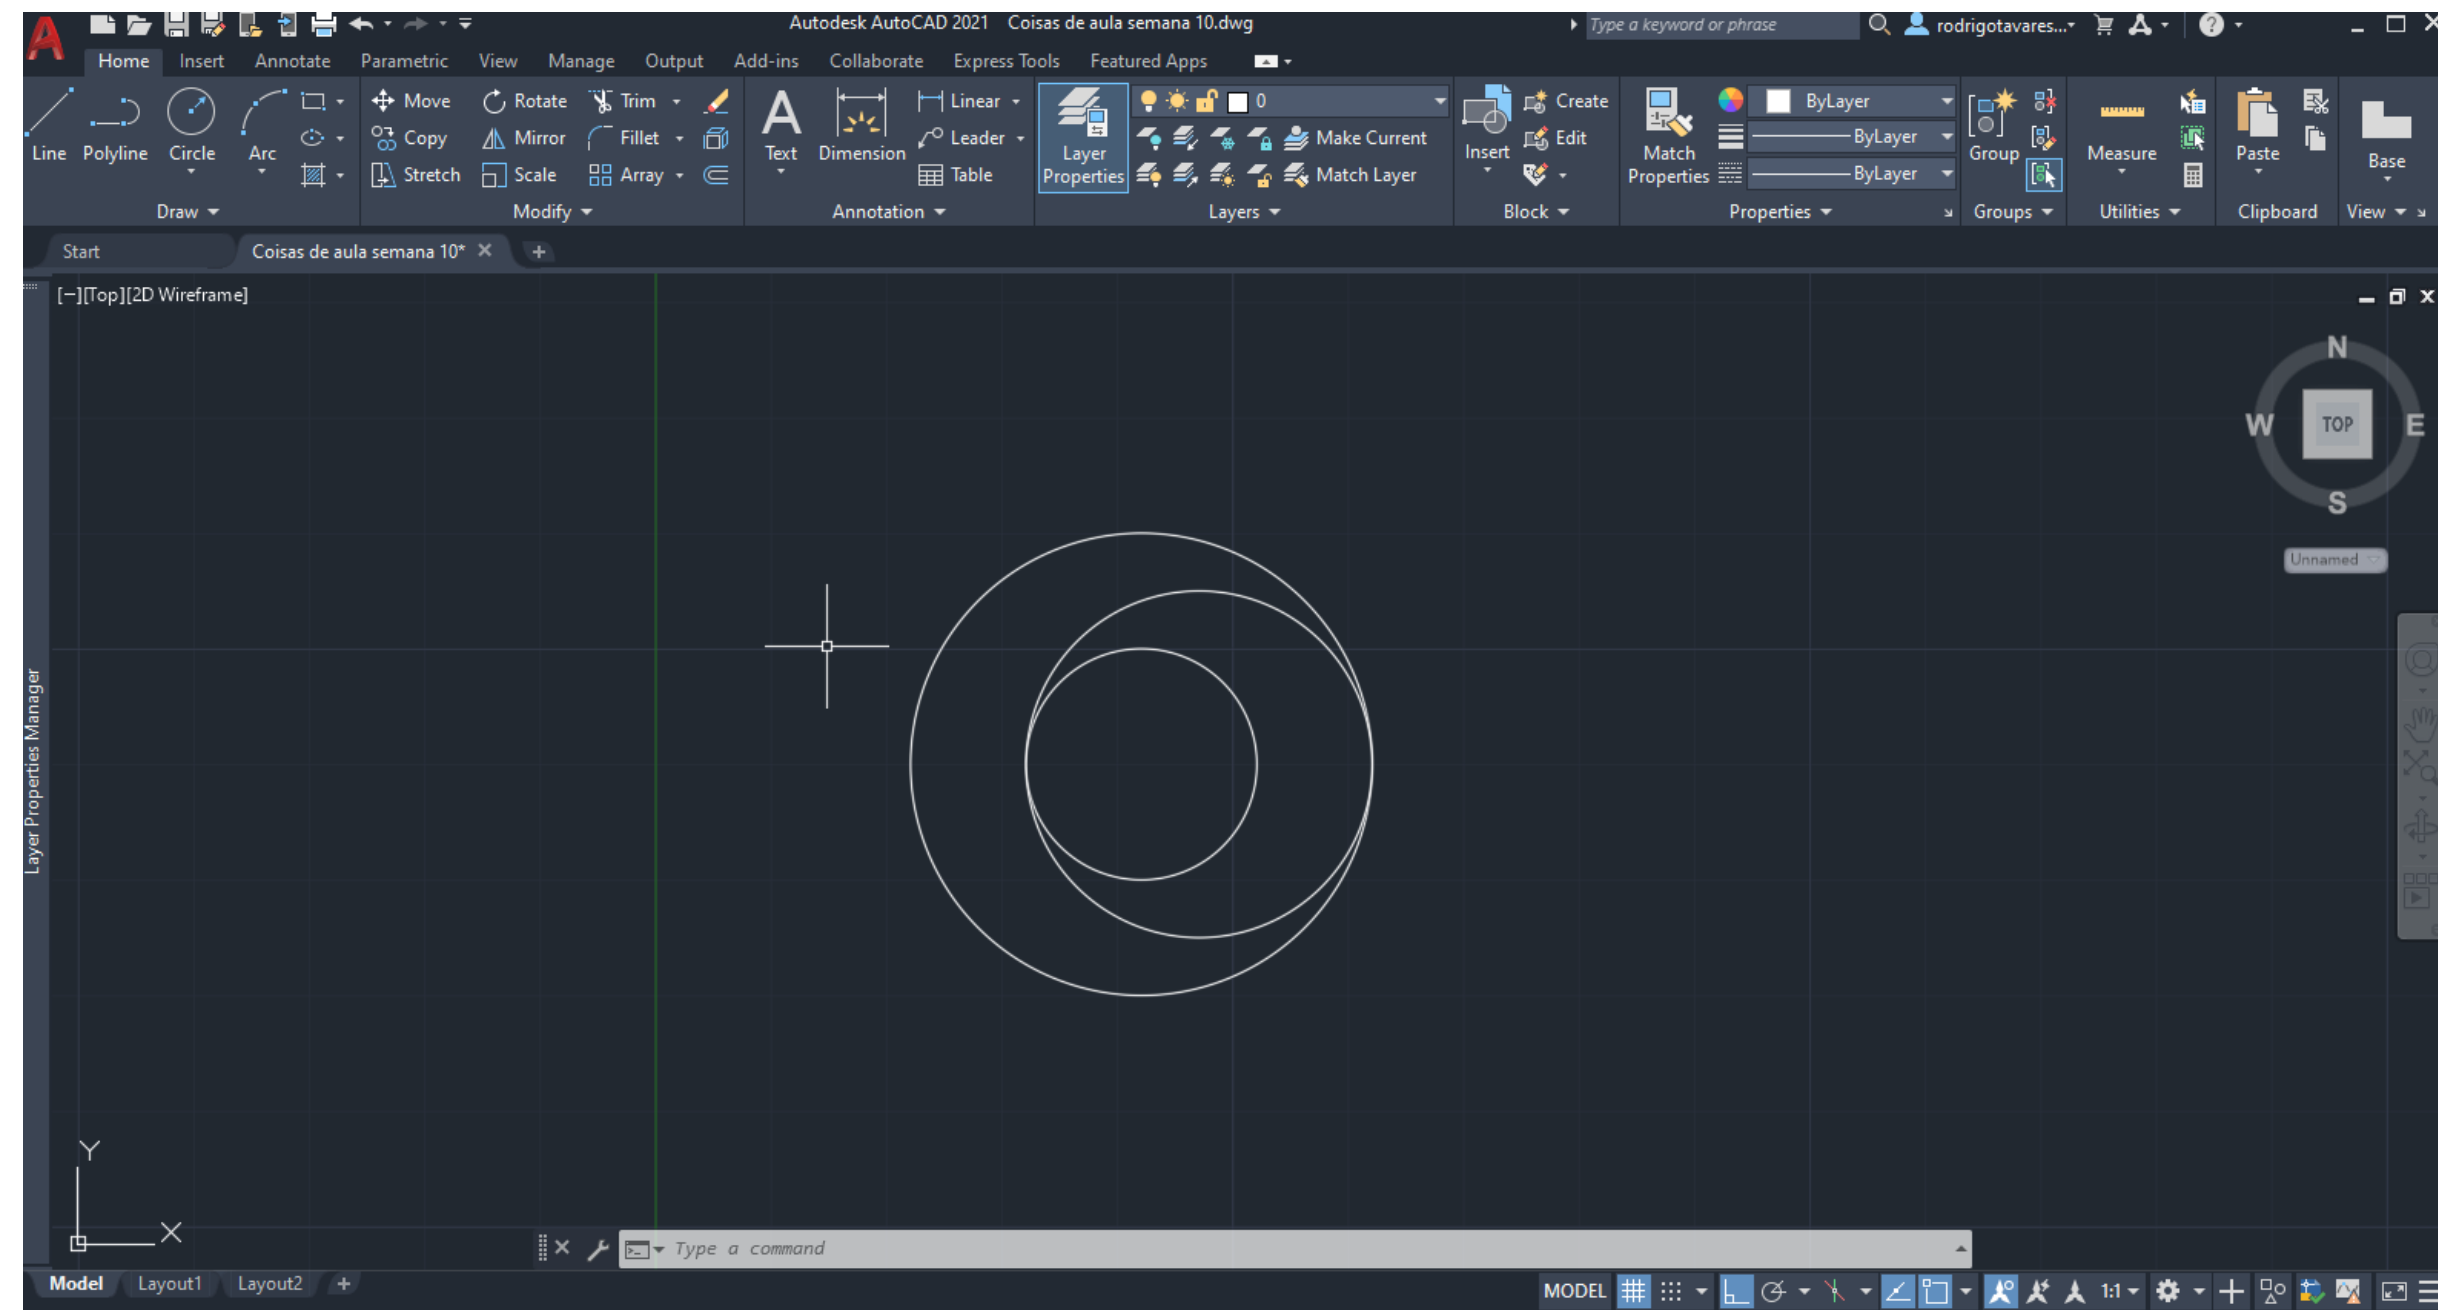 Autodesk AutoCAD 2021 Coisas de aula semana 10.dwg Type a keyword or phrase rodrigotavares...
Home Insert Annotate Parametric View Manage Output Add-ins Collaborate Express Tools Featured Apps
Move Rotate Trim Linear 0 Create ByLayer
Copy Mirror Fillet Leader Make Current Edit ByLayer
Line Polyline Circle Arc Text Dimension Layer Properties Insert Match Properties Group Measure Paste Base
Stretch Scale Array Table Match Layer ByLayer
Draw Modify Annotation Layers Block Properties Groups Utilities Clipboard View
Start Coisas de aula semana 10*
[−][Top][2D Wireframe]
N
W TOP E
S
Unnamed
Layer Properties Manager
Y
X
Type a command
Model Layout1 Layout2 MODEL 1:1